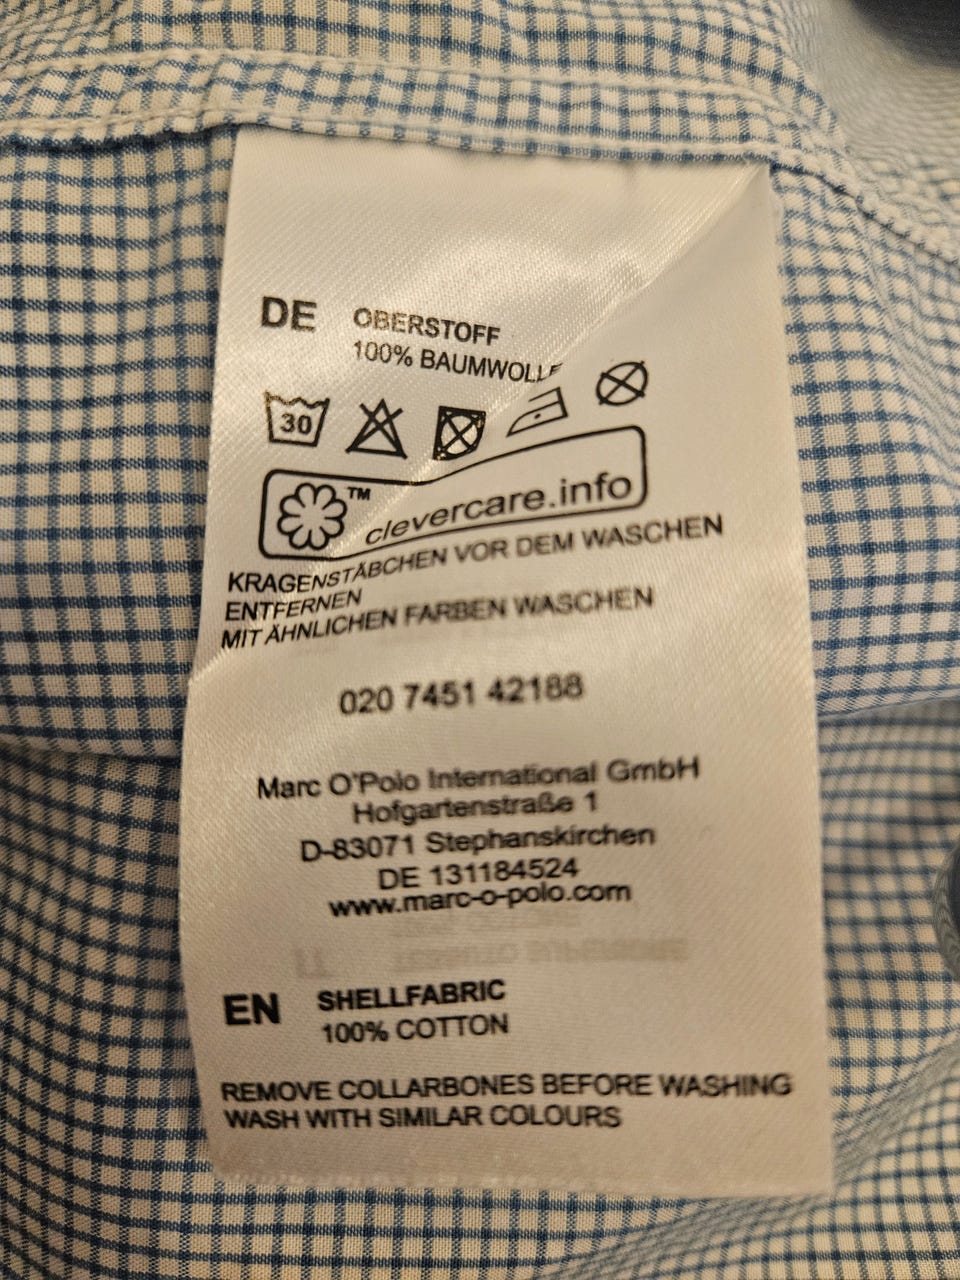 DE OBERSTOFF
100% BAUMWOLLE
30
TM clevercare.info
KRAGENSTÄBCHEN VOR DEM WASCHEN
ENTFERNEN
MIT ÄHNLICHEN FARBEN WASCHEN
020 7451 42188
Marc O'Polo International GmbH
Hofgartenstraße 1
D-83071 Stephanskirchen
DE 131184524
www.marc-o-polo.com
EN SHELLFABRIC
100% COTTON
REMOVE COLLARBONES BEFORE WASHING
WASH WITH SIMILAR COLOURS